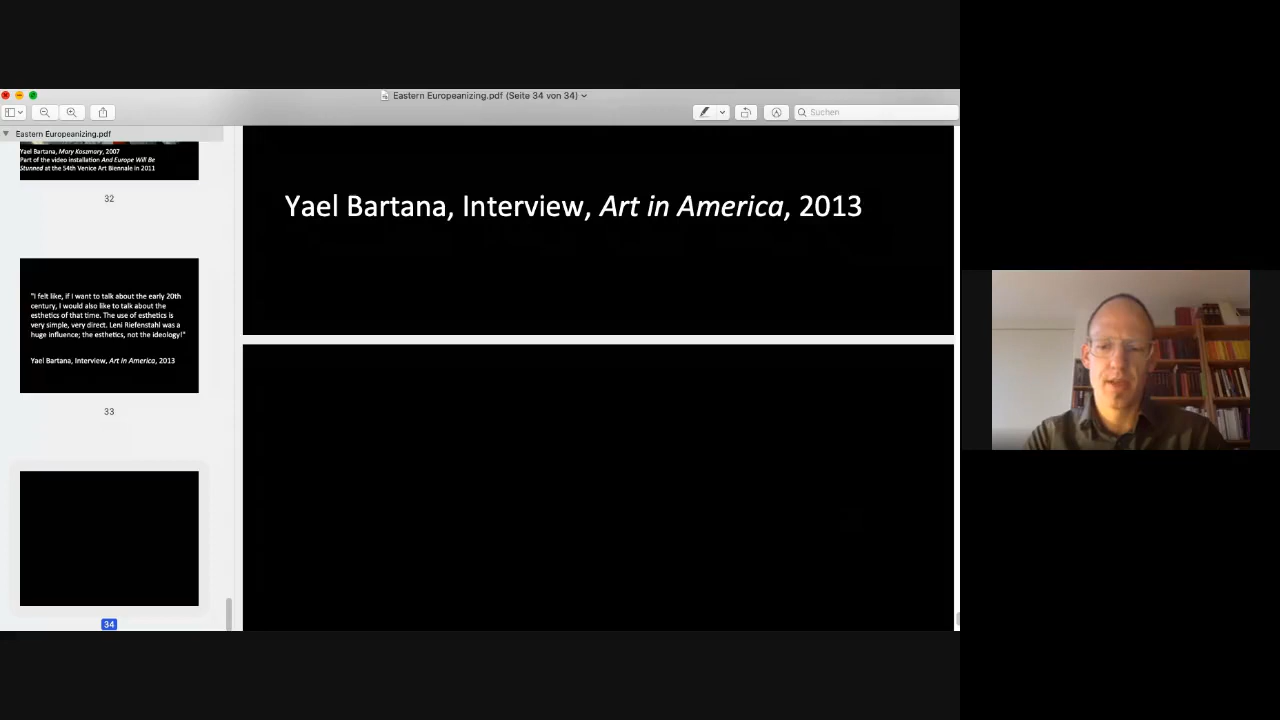 Eastern Europeanizing.pdf (Seite 34 von 34)
Suchen
Eastern Europeanizing.pdf
Yael Bartana, Mary Koszmary, 2007
Part of the video installation And Europe Will Be
Stunned at the 54th Venice Art Biennale in 2011
32
"I felt like, if I want to talk about the early 20th
century, I would also like to talk about the
esthetics of that time. The use of esthetics is
very simple, very direct. Leni Riefenstahl was a
huge influence; the esthetics, not the ideology!"
Yael Bartana, Interview, Art in America, 2013
33
34
Yael Bartana, Interview, Art in America, 2013